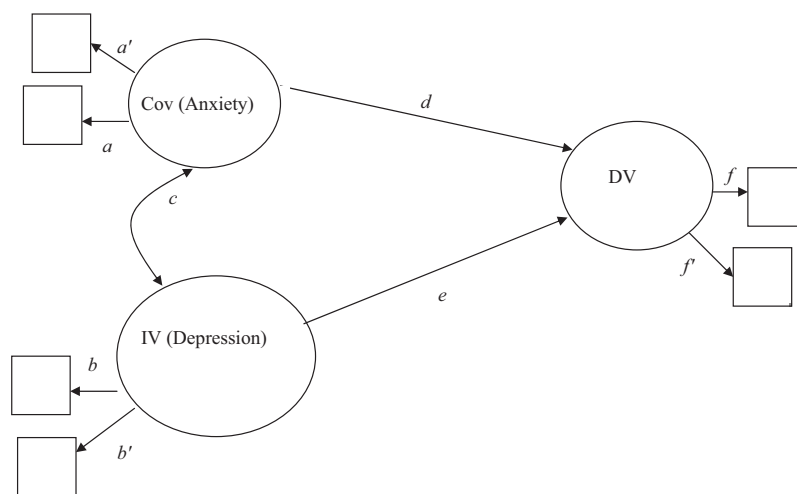 a'
Cov (Anxiety)
a
d
c
DV
f
f'
e
IV (Depression)
b
b'